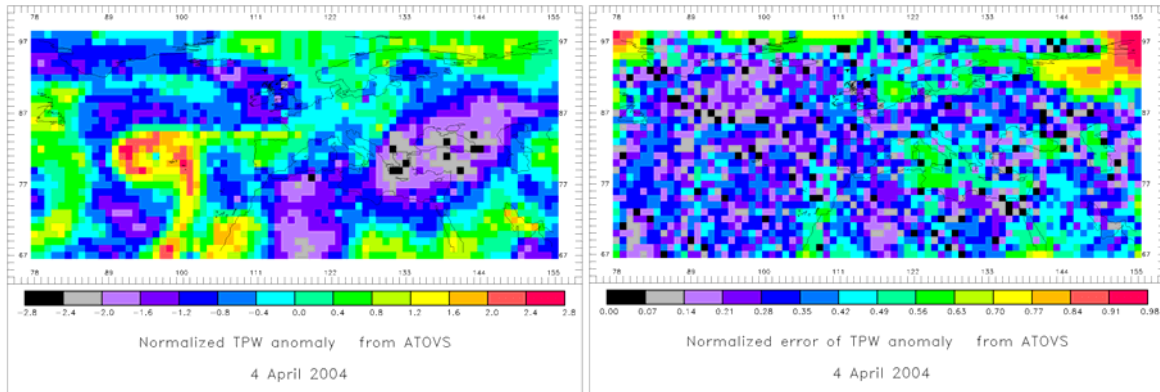 78 89 100 111 122 133 144 155
97 97
87 87
77 77
67 67
78 89 100 111 122 133 144 155
−2.8 −2.4 −2.0 −1.6 −1.2 −0.8 −0.4 0.0 0.4 0.8 1.2 1.6 2.0 2.4 2.8
Normalized TPW anomaly from ATOVS
4 April 2004
78 89 100 111 122 133 144 155
97 97
87 87
77 77
67 67
78 89 100 111 122 133 144 155
0.00 0.07 0.14 0.21 0.28 0.35 0.42 0.49 0.56 0.63 0.70 0.77 0.84 0.91 0.98
Normalized error of TPW anomaly from ATOVS
4 April 2004